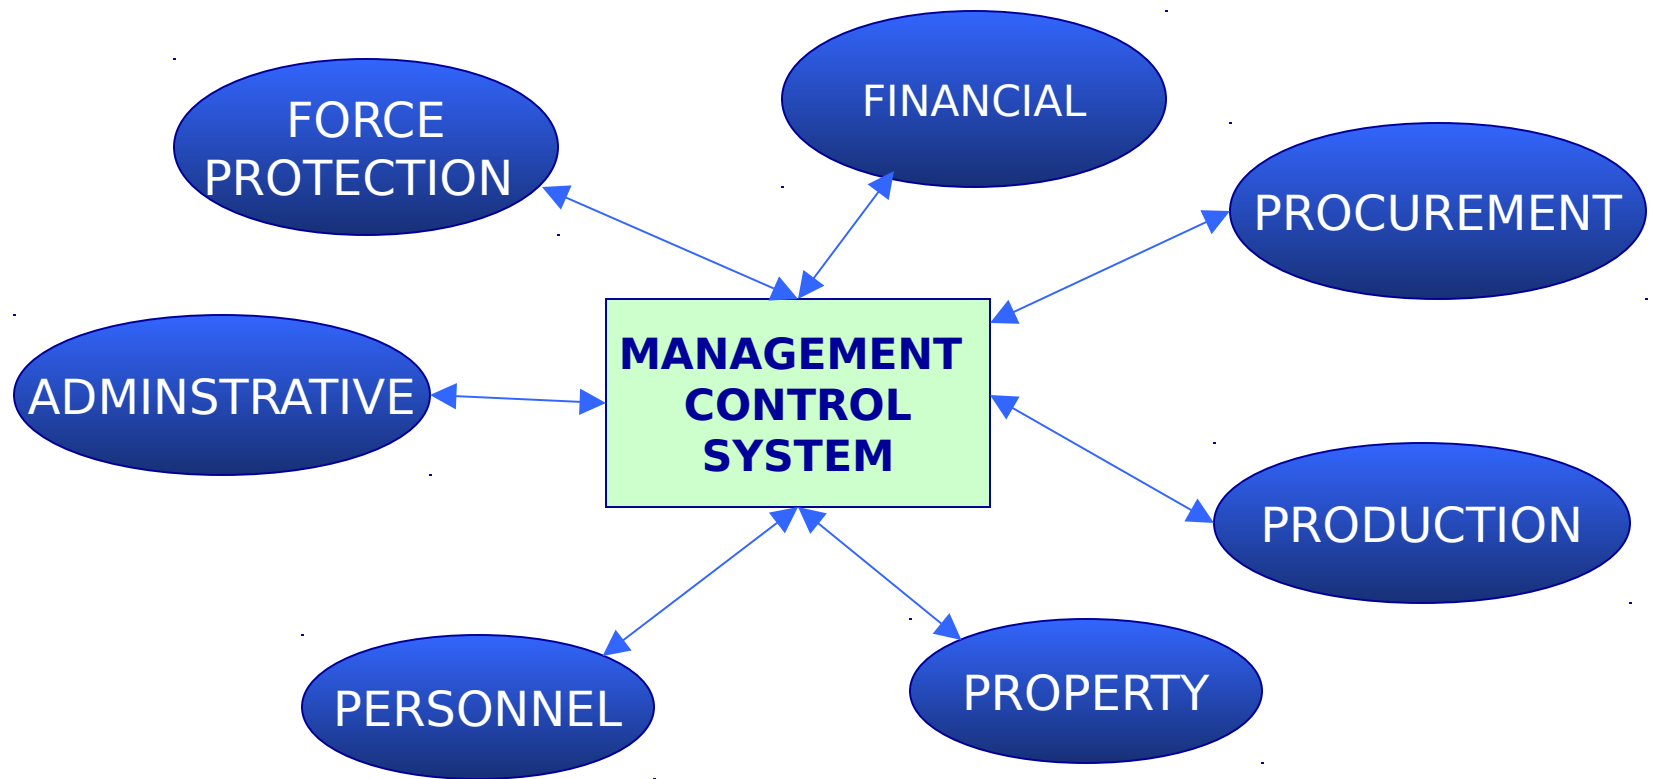 FINANCIAL
FORCE
PROTECTION
PROCUREMENT
MANAGEMENT
CONTROL
SYSTEM
ADMINSTRATIVE
PRODUCTION
PERSONNEL
PROPERTY